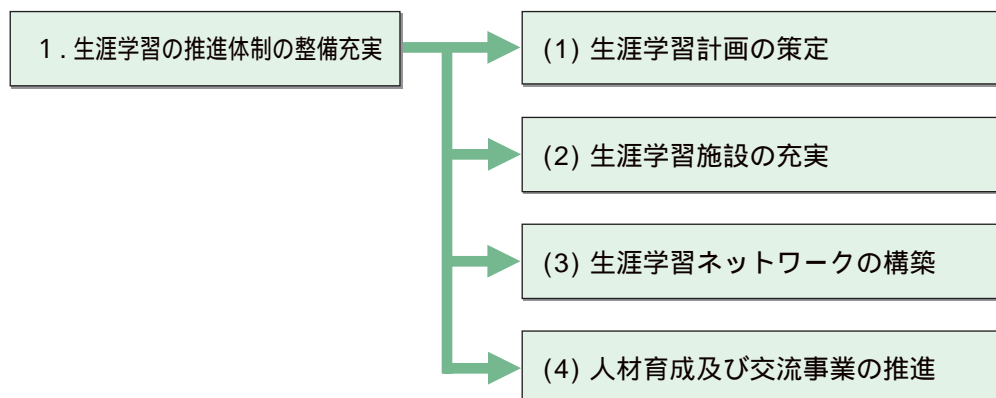 1．生涯学習の推進体制の整備充実
(1) 生涯学習計画の策定
(2) 生涯学習施設の充実
(3) 生涯学習ネットワークの構築
(4) 人材育成及び交流事業の推進